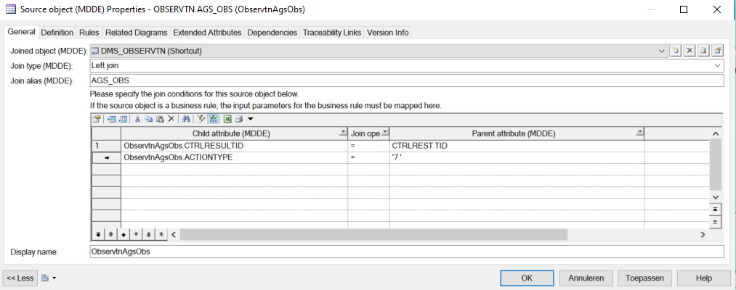 Source object (MDDE) Properties - OBSERVTN AGS_OBS (ObservtnAgsObs)
General Definition Rules Related Diagrams Extended Attributes Dependencies Traceability Links Version Info
Joined object (MDDE): DMS_OBSERVTN (Shortcut)
Join type (MDDE): Left join
Join alias (MDDE): AGS_OBS
Please specify the join conditions for this source object below.
If the source object is a business rule, the input parameters for the business rule must be mapped here.
Child attribute (MDDE) Join ope Parent attribute (MDDE)
1 ObservtnAgsObs.CTRLRESULTID = CTRLREST.TID
ObservtnAgsObs.ACTIONTYPE = '7 '
Display name: ObservtnAgsObs
<< Less OK Annuleren Toepassen Help